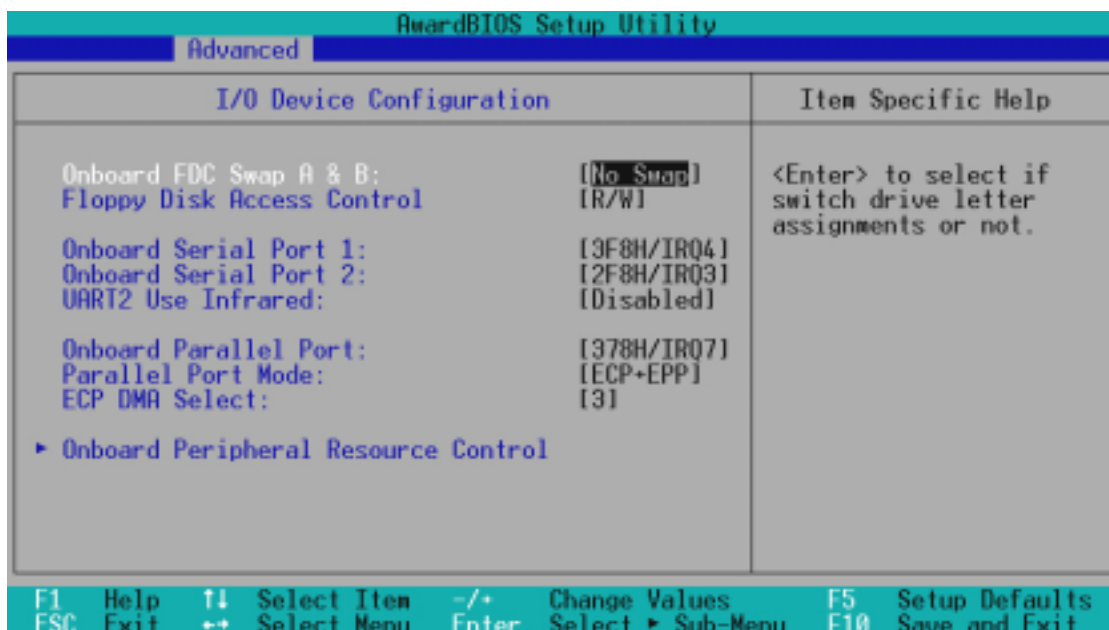 AwardBIOS Setup Utility
Advanced
I/O Device Configuration
Item Specific Help
Onboard FDC Swap A & B: [No Swap]
Floppy Disk Access Control [R/W]
Onboard Serial Port 1: [3F8H/IRQ4]
Onboard Serial Port 2: [2F8H/IRQ3]
UART2 Use Infrared: [Disabled]
Onboard Parallel Port: [378H/IRQ7]
Parallel Port Mode: [ECP+EPP]
ECP DMA Select: [3]
▸ Onboard Peripheral Resource Control
<Enter> to select if
switch drive letter
assignments or not.
F1 Help ↑↓ Select Item -/+ Change Values F5 Setup Defaults
ESC Exit ←→ Select Menu Enter Select ▸ Sub-Menu F10 Save and Exit